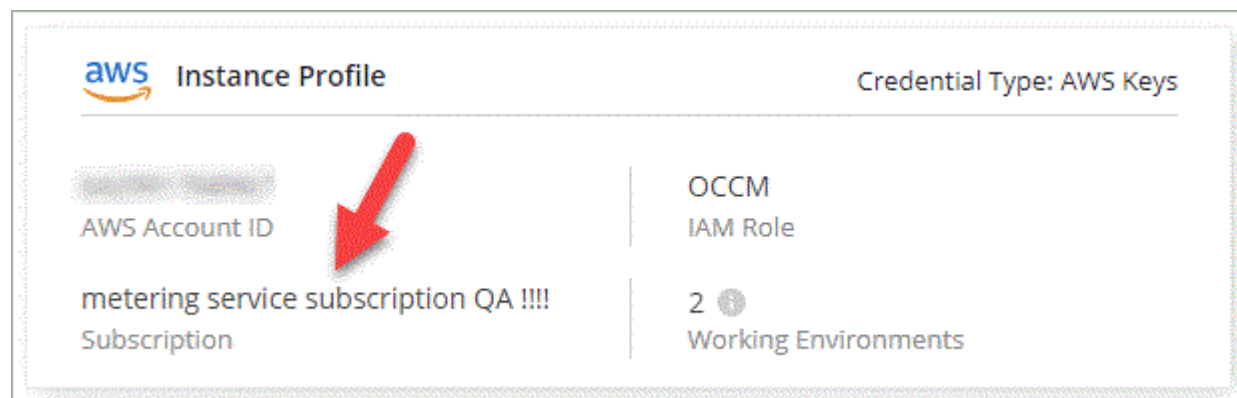 aws Instance Profile
Credential Type: AWS Keys
AWS Account ID
OCCM
IAM Role
metering service subscription QA !!!!
Subscription
2
Working Environments